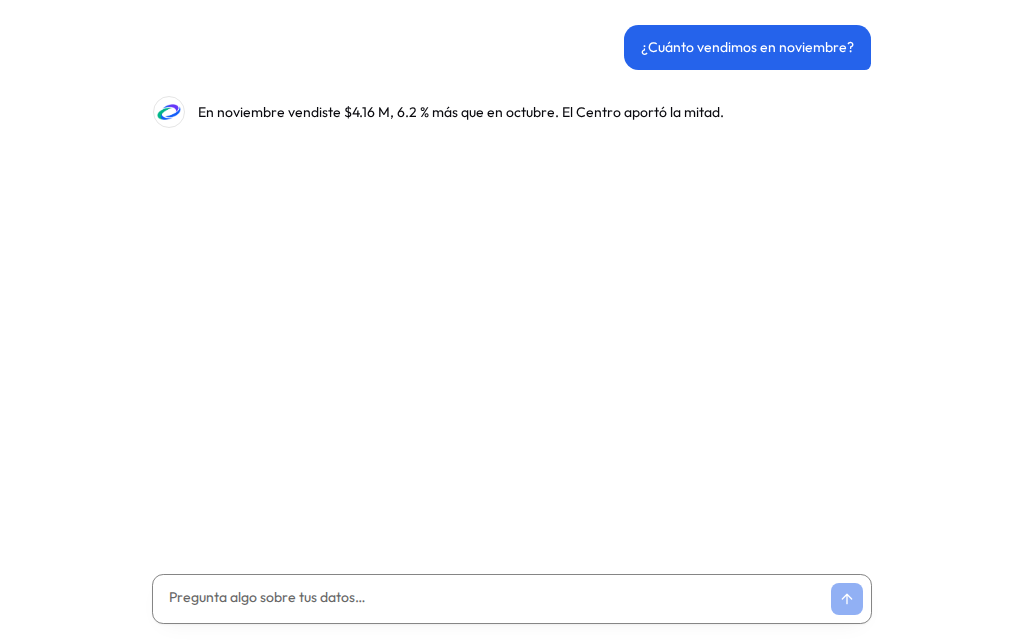 ¿Cuánto vendimos en noviembre?
En noviembre vendiste $4.16 M, 6.2 % más que en octubre. El Centro aportó la mitad.
Pregunta algo sobre tus datos...